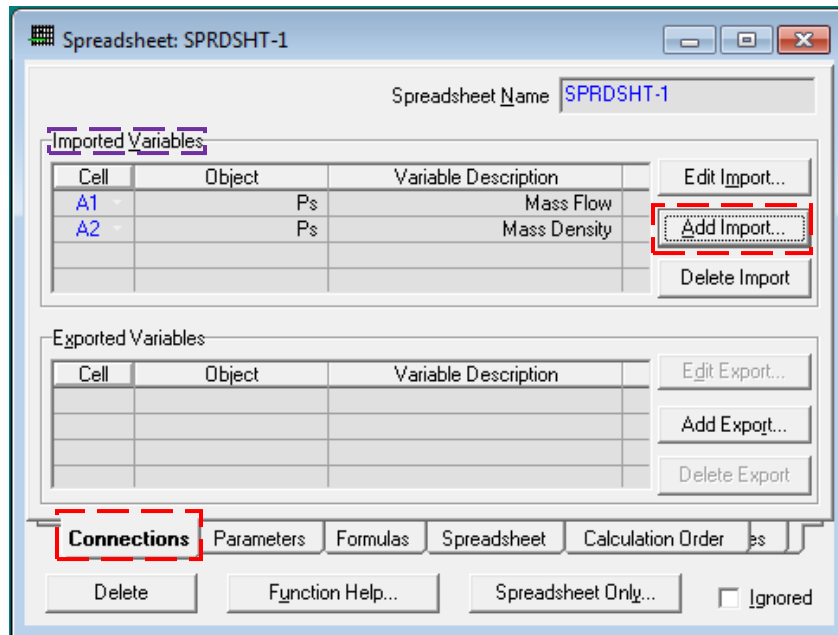 Spreadsheet: SPRDSHT-1
Spreadsheet Name SPRDSHT-1
Imported Variables
Cell Object Variable Description
A1 Ps Mass Flow
A2 Ps Mass Density
Edit Import...
Add Import...
Delete Import
Exported Variables
Cell Object Variable Description
Edit Export...
Add Export...
Delete Export
Connections Parameters Formulas Spreadsheet Calculation Order es
Delete Function Help... Spreadsheet Only... Ignored